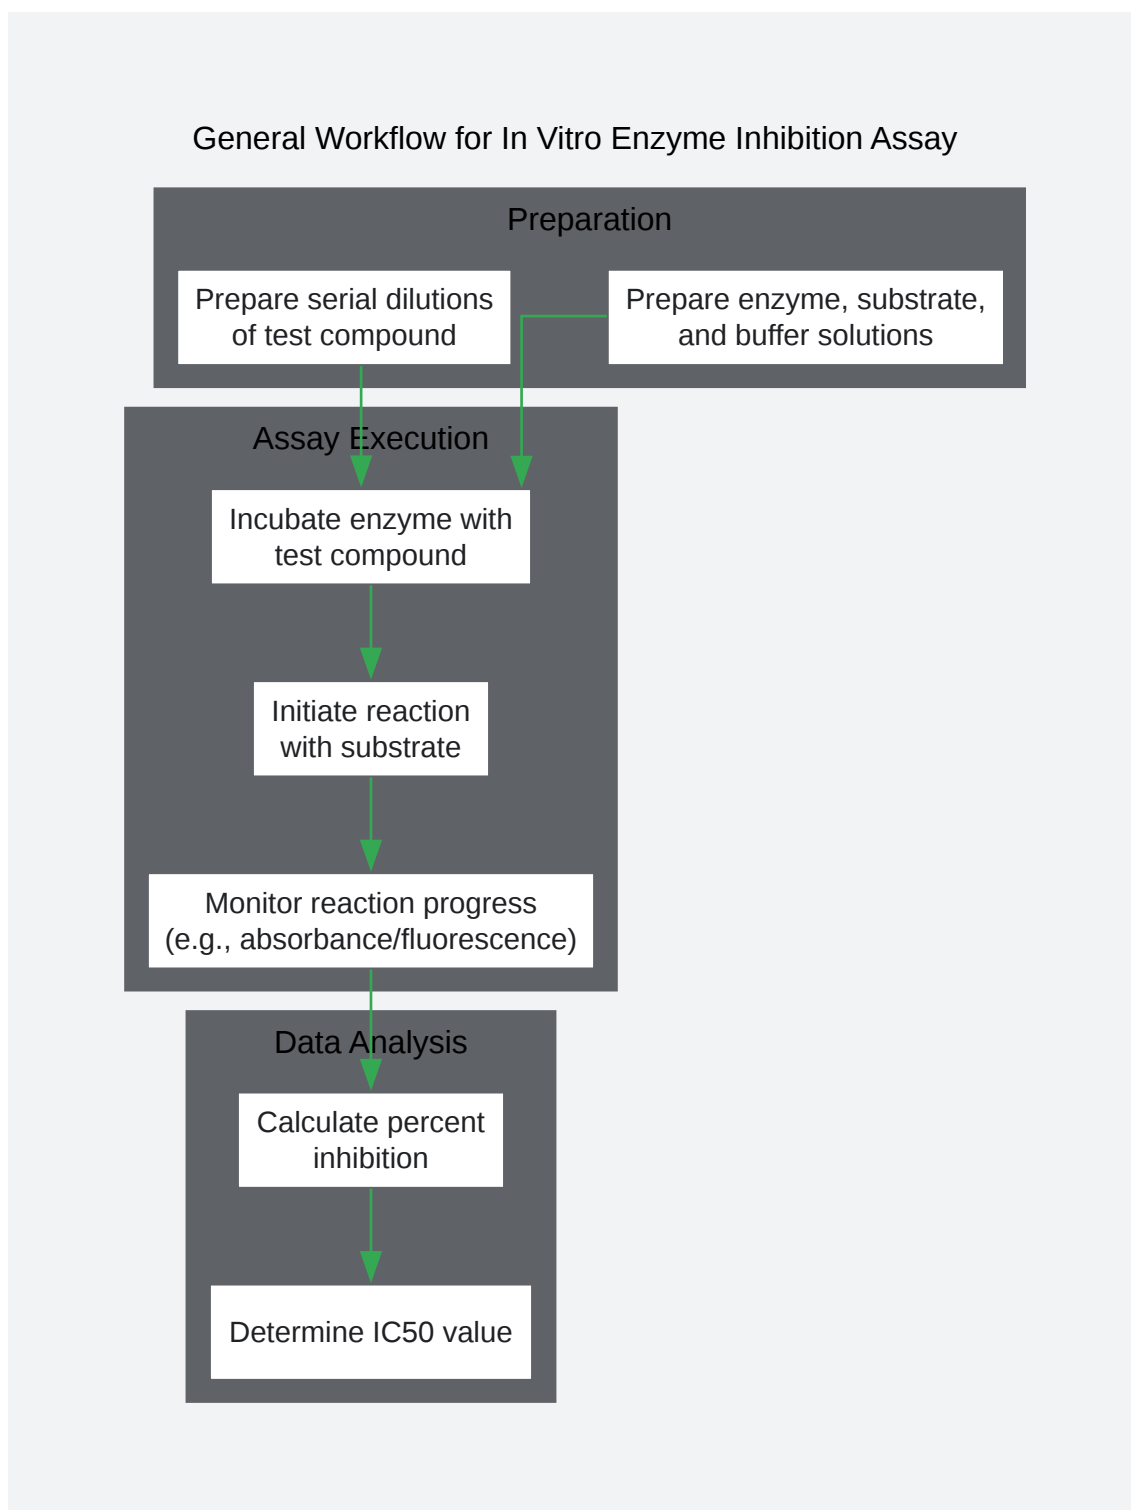 General Workflow for In Vitro Enzyme Inhibition Assay
Preparation
Prepare serial dilutions
of test compound
Prepare enzyme, substrate,
and buffer solutions
Assay Execution
Incubate enzyme with
test compound
Initiate reaction
with substrate
Monitor reaction progress
(e.g., absorbance/fluorescence)
Data Analysis
Calculate percent
inhibition
Determine IC50 value